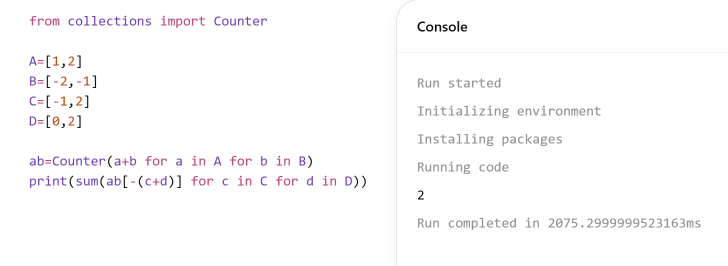 from collections import Counter
A=[1,2]
B=[-2,-1]
C=[-1,2]
D=[0,2]
ab=Counter(a+b for a in A for b in B)
print(sum(ab[-(c+d)] for c in C for d in D))
Console
Run started
Initializing environment
Installing packages
Running code
2
Run completed in 2075.2999999523163ms